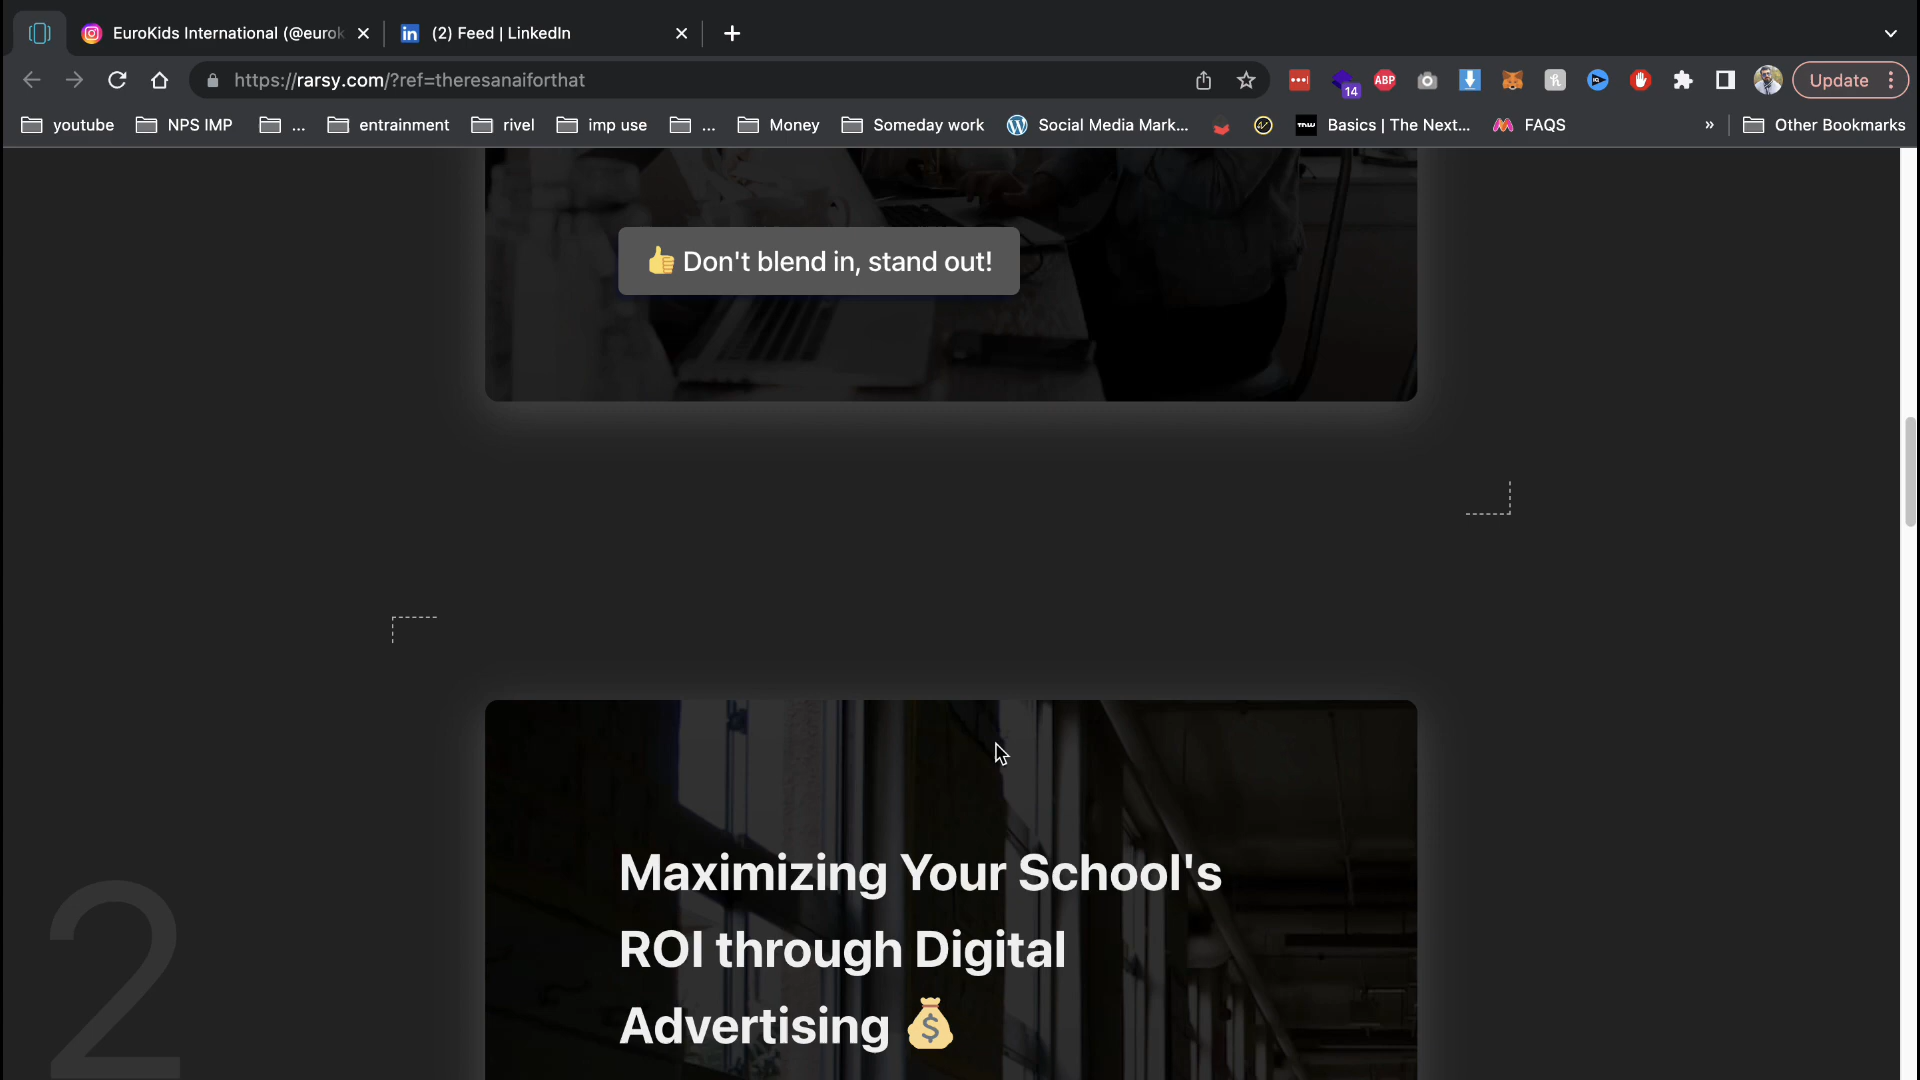 EuroKids International (@eurok
(2) Feed | LinkedIn
https://rarsy.com/?ref=theresanaiforthat
ABP
14
Update
youtube
NPS IMP
...
entrainment
rivel
imp use
...
Money
Someday work
Social Media Mark...
Basics | The Next...
FAQS
»
Other Bookmarks
👍 Don't blend in, stand out!
Maximizing Your School's
ROI through Digital
Advertising 💰
2